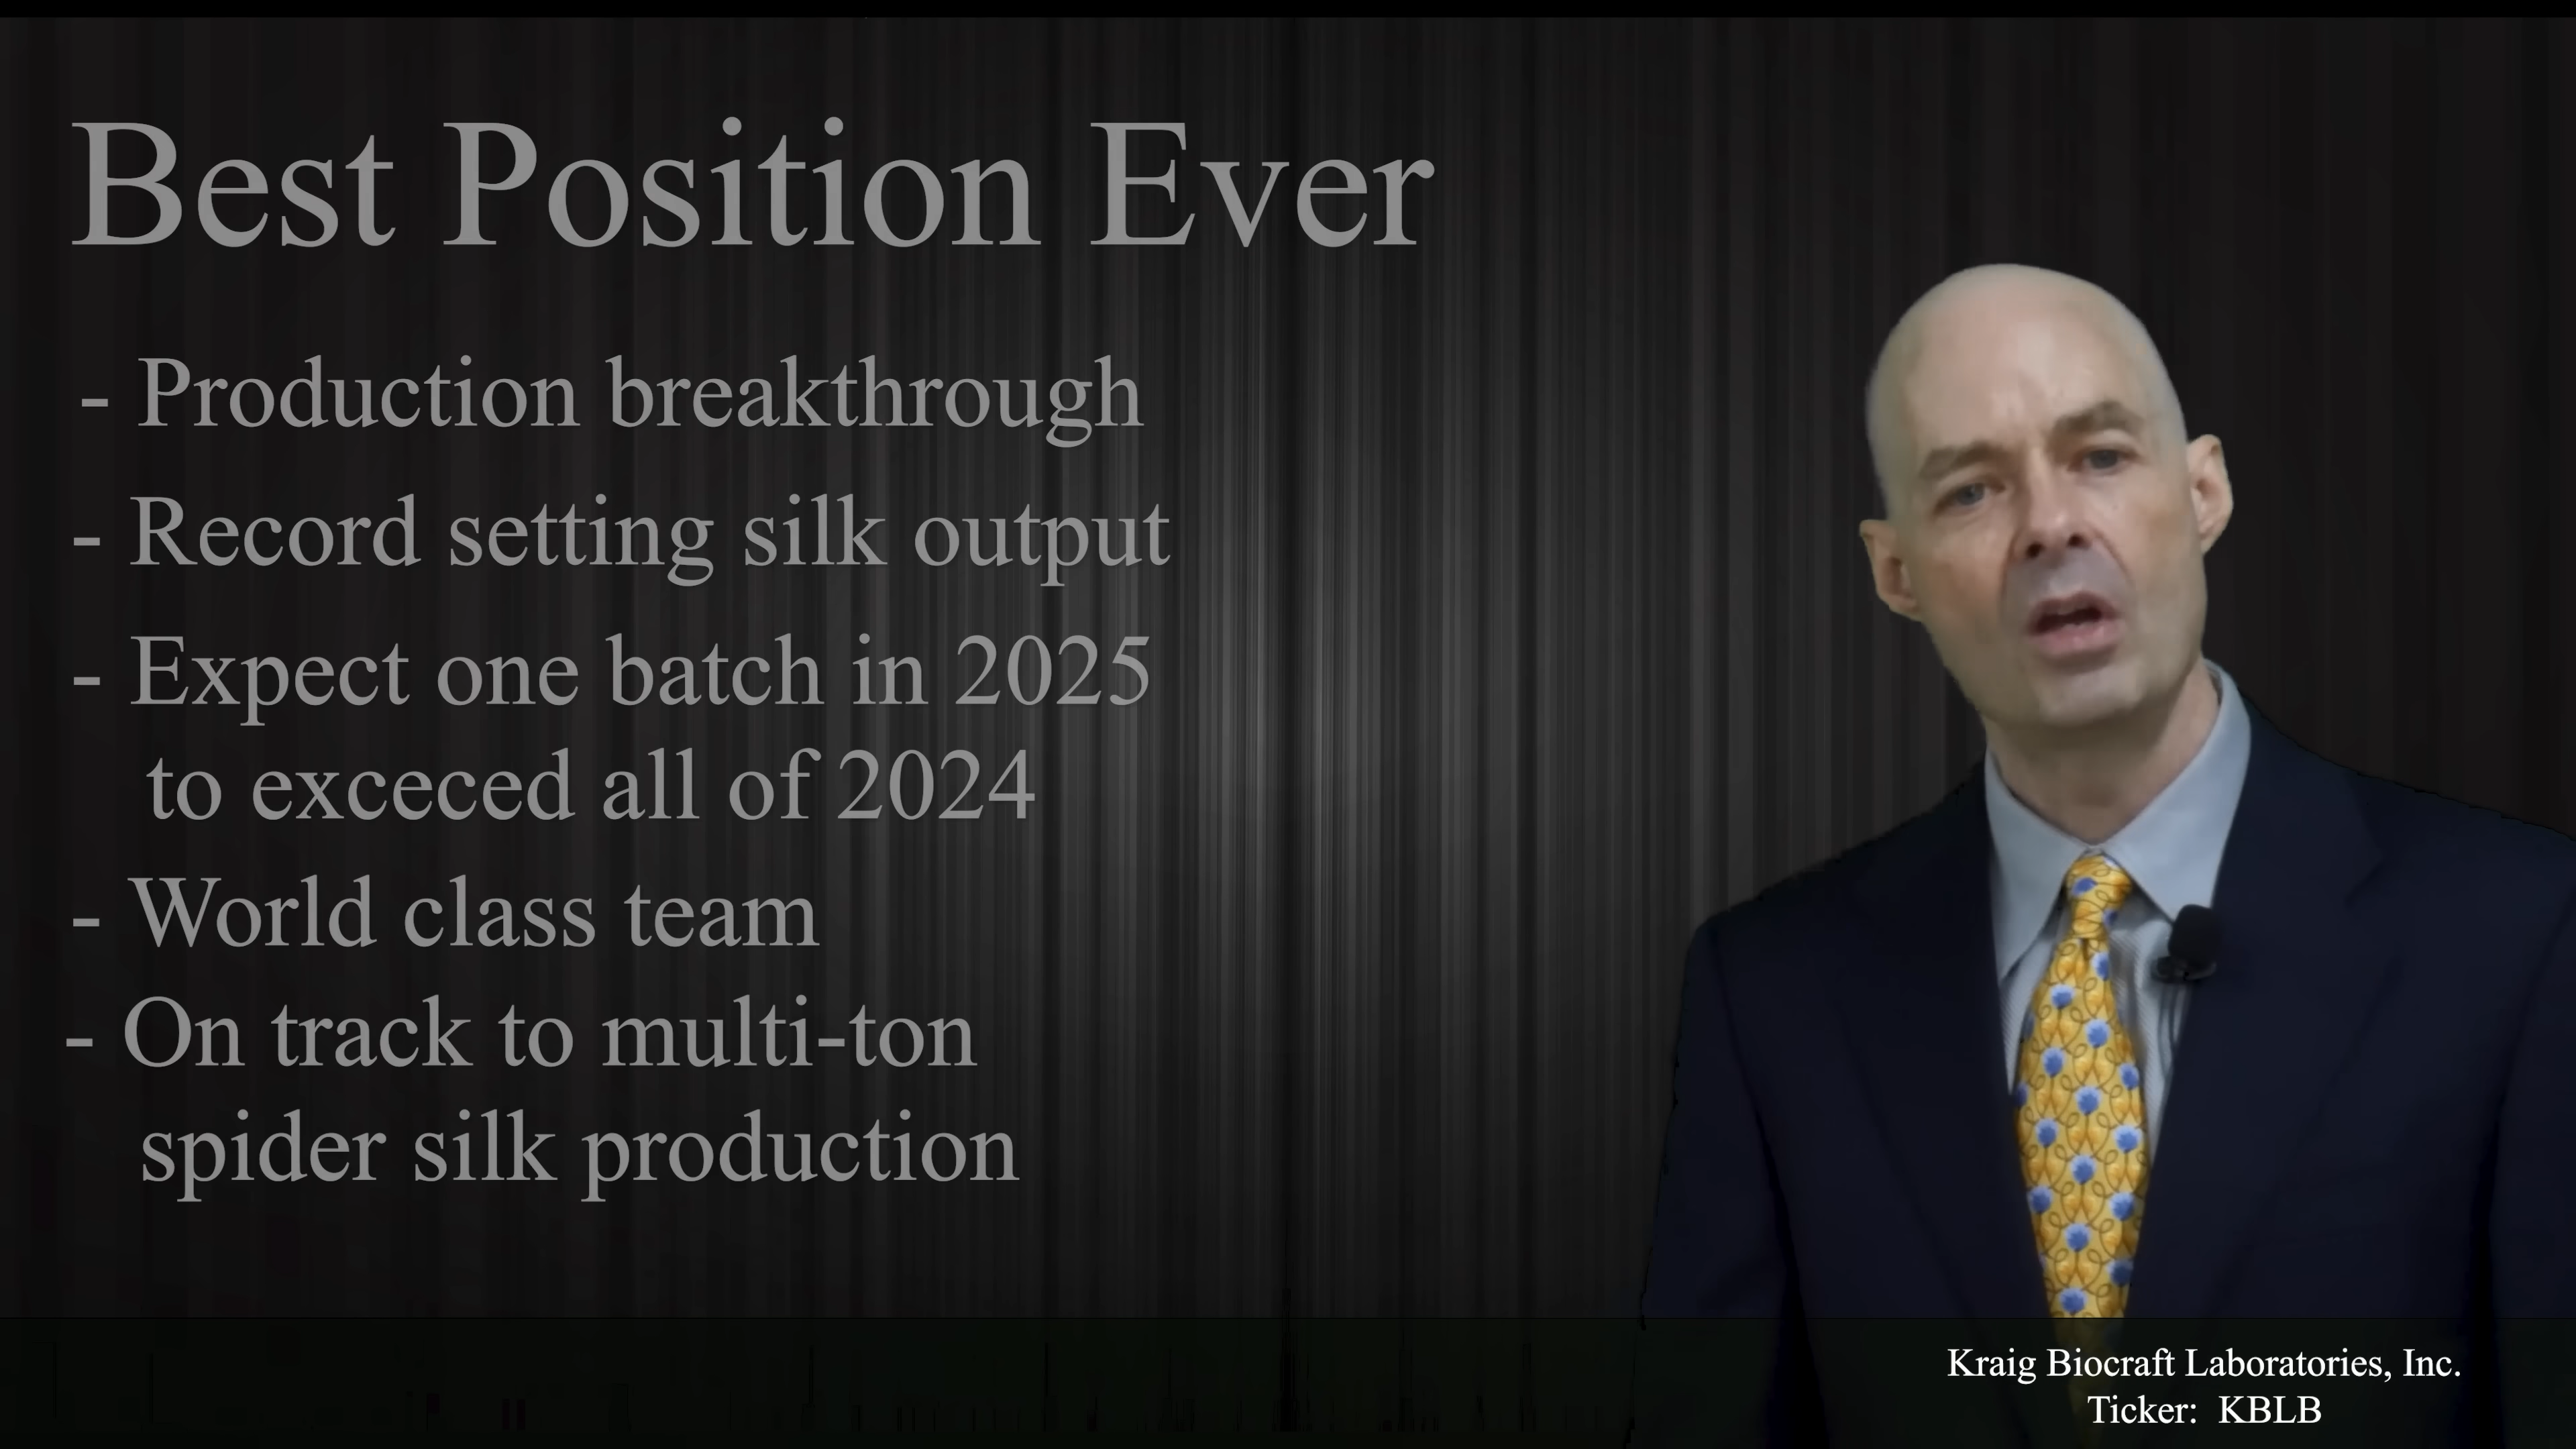 Best Position Ever
- Production breakthrough
- Record setting silk output
- Expect one batch in 2025
to exceced all of 2024
- World class team
- On track to multi-ton
spider silk production
Kraig Biocraft Laboratories, Inc.
Ticker: KBLB